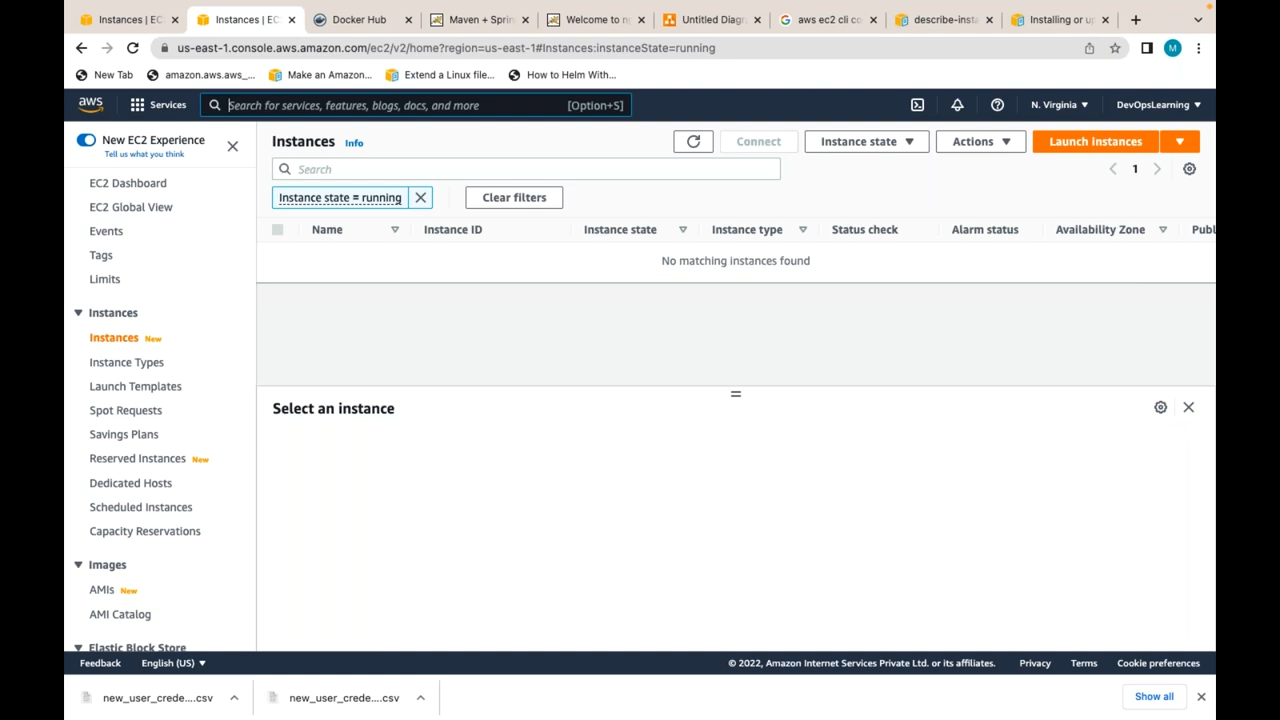 Instances | EC
Instances | EC
Docker Hub
Maven + Sprin
Welcome to n
Untitled Diagr
aws ec2 cli co
describe-insta
Installing or up
us-east-1.console.aws.amazon.com/ec2/v2/home?region=us-east-1#Instances:instanceState=running
M
New Tab
amazon.aws.aws_...
Make an Amazon...
Extend a Linux file...
How to Helm With...
aws
Services
Search for services, features, blogs, docs, and more
[Option+S]
N. Virginia
DevOpsLearning
New EC2 Experience
Tell us what you think
EC2 Dashboard
EC2 Global View
Events
Tags
Limits
Instances
Instances New
Instance Types
Launch Templates
Spot Requests
Savings Plans
Reserved Instances New
Dedicated Hosts
Scheduled Instances
Capacity Reservations
Images
AMIs New
AMI Catalog
Elastic Block Store
Instances Info
Connect
Instance state
Actions
Launch instances
Search
1
Instance state = running
Clear filters
Name
Instance ID
Instance state
Instance type
Status check
Alarm status
Availability Zone
Publ
No matching instances found
Select an instance
Feedback
English (US)
© 2022, Amazon Internet Services Private Ltd. or its affiliates.
Privacy
Terms
Cookie preferences
new_user_crede....csv
new_user_crede....csv
Show all